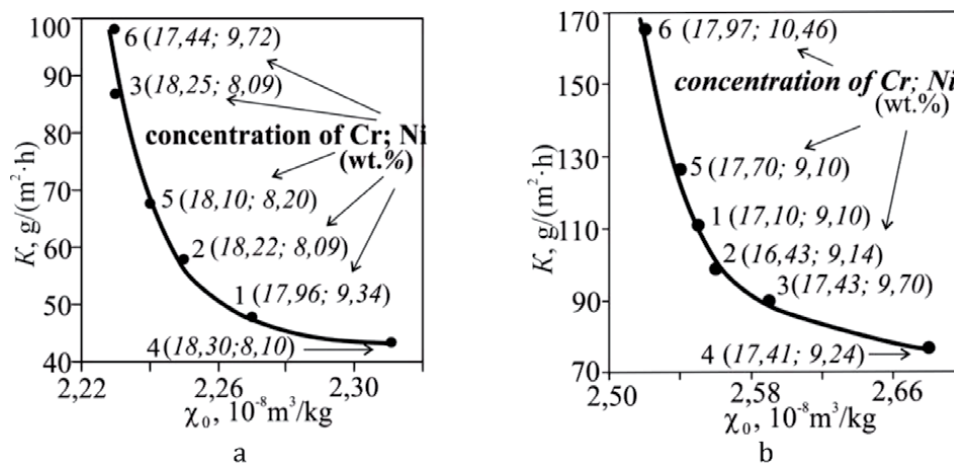 K, g/(m²·h)
100
90
80
70
60
50
40
6 (17,44; 9,72)
3 (18,25; 8,09)
concentration of Cr; Ni
(wt.%)
5 (18,10; 8,20)
2 (18,22; 8,09)
1 (17,96; 9,34)
4 (18,30;8,10)
2,22
2,26
2,30
χ₀, 10⁻⁸m³/kg
a
K, g/(m²·h)
170
150
130
110
90
70
6 (17,97; 10,46)
concentration of Cr; Ni
(wt.%)
5 (17,70; 9,10)
1 (17,10; 9,10)
2 (16,43; 9,14)
3 (17,43; 9,70)
4 (17,41; 9,24)
2,50
2,59
2,66
χ₀, 10⁻⁸m³/kg
b